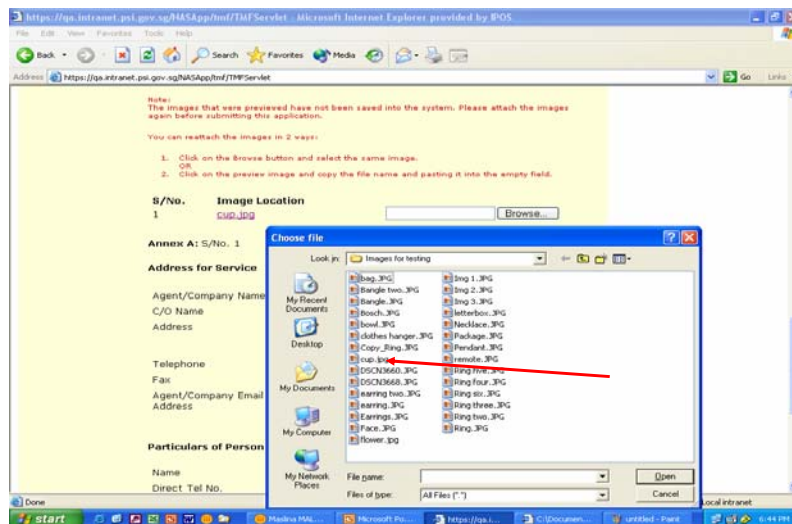 https://qa.intranet.psi.gov.sg/NASApp/tmf/TMFServlet - Microsoft Internet Explorer provided by IPOS
File Edit View Favorites Tools Help
Back Search Favorites Media
Address https://qa.intranet.psi.gov.sg/NASApp/tmf/TMFServlet Go Links
Note:
The images that were previewed have not been saved into the system. Please attach the images
again before submitting this application.
You can reattach the images in 2 ways:
1. Click on the Browse button and select the same image.
OR
2. Click on the preview image and copy the file name and pasting it into the empty field.
S/No. Image Location
1 cup.jpg Browse...
Annex A: S/No. 1
Address for Service
Agent/Company Name
C/O Name
Address
Telephone
Fax
Agent/Company Email
Address
Particulars of Person
Name
Direct Tel No.
Choose file
Look in: Images for testing
My Recent
Documents
Desktop
My Documents
My Computer
My Network
Places
bag.JPG
Bangle two.JPG
Bangle.JPG
Bosch.JPG
bowl.JPG
clothes hanger.JPG
Copy_Ring.JPG
cup.jpg
DSCN3660.JPG
DSCN3668.JPG
earring two.JPG
earring.JPG
Earrings.JPG
Face.JPG
flower.jpg
Img 1.JPG
Img 2.JPG
Img 3.JPG
letterbox.JPG
Necklace.JPG
Package.JPG
Pendant.JPG
remote.JPG
Ring five.JPG
Ring four.JPG
Ring six.JPG
Ring three.JPG
Ring two.JPG
Ring.JPG
File name: Open
Files of type: All Files (*.*) Cancel
Done Local intranet
start Maslina MAL... Microsoft Po... https://qa.i... C:\Documen... untitled - Paint 6:44 PM